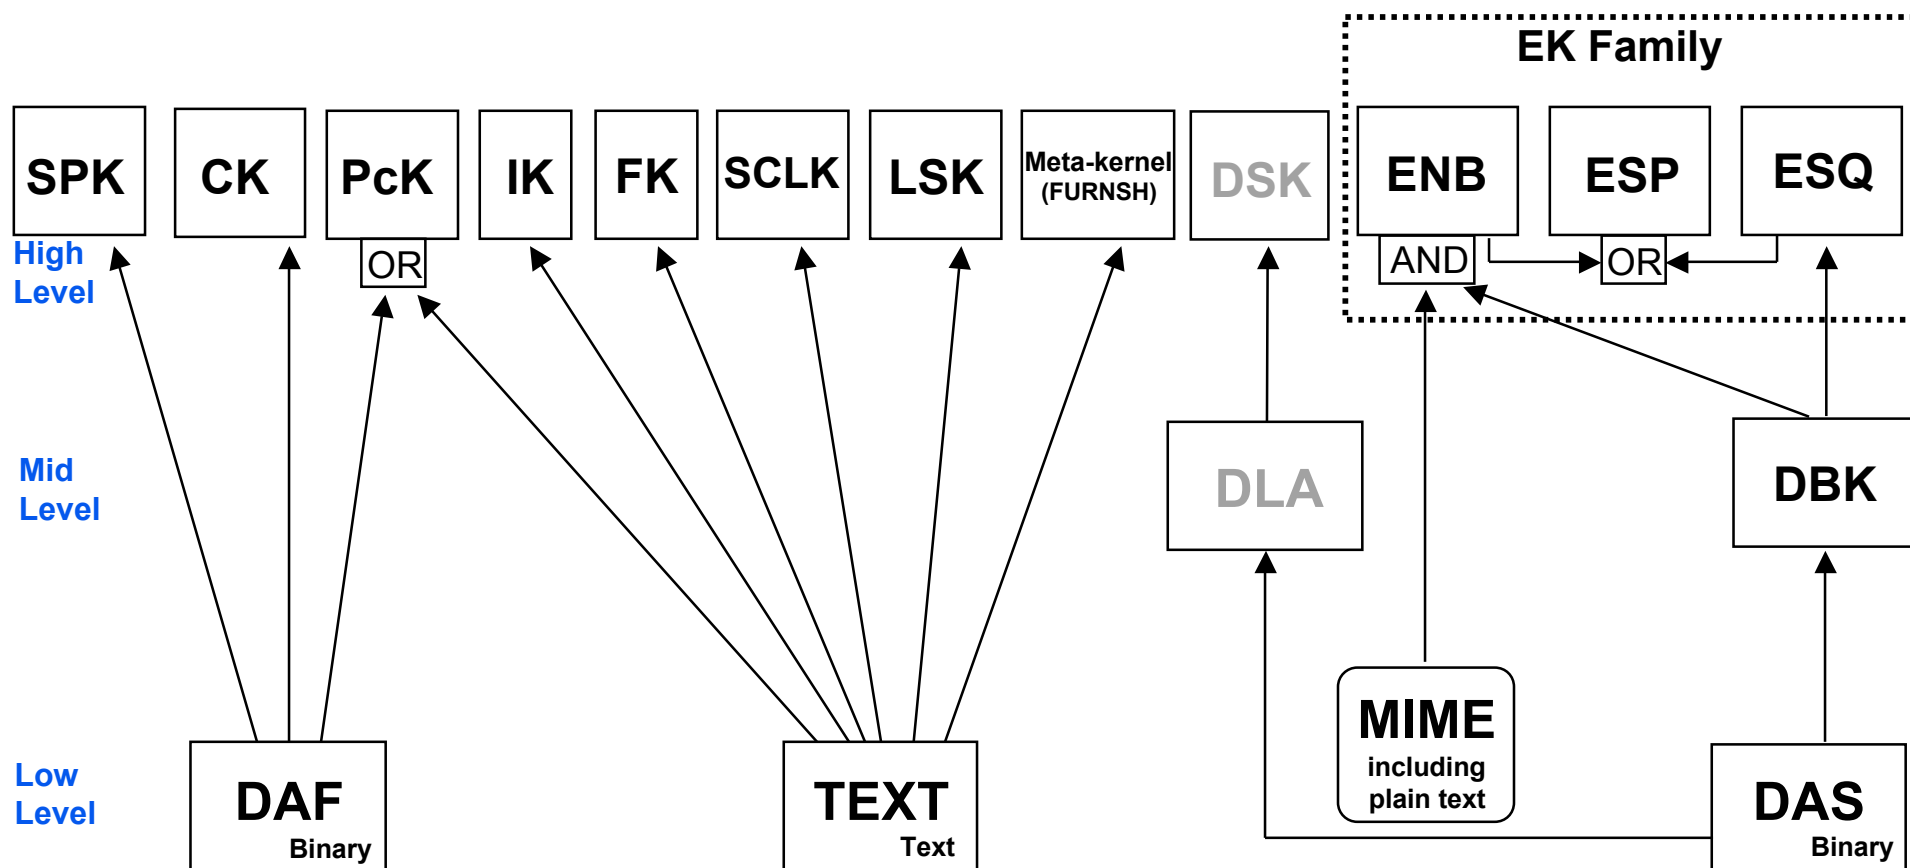 EK Family
SPK
CK
PcK
IK
FK
SCLK
LSK
Meta-kernel
(FURNSH)
DSK
ENB
ESP
ESQ
High
Level
OR
AND
OR
Mid
Level
DLA
DBK
Low
Level
DAF
Binary
TEXT
Text
MIME
including
plain text
DAS
Binary